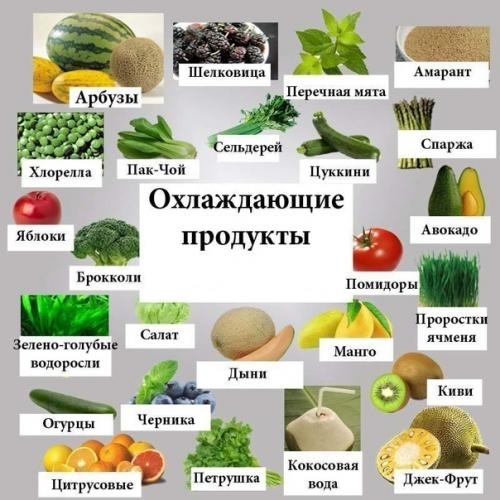 Арбузы
Шелковица
Перечная мята
Амарант
Хлорелла
Пак-Чой
Сельдерей
Цуккини
Спаржа
Охлаждающие
продукты
Яблоки
Брокколи
Авокадо
Помидоры
Зелено-голубые
водоросли
Салат
Дыни
Манго
Проростки
ячменя
Огурцы
Черника
Киви
Цитрусовые
Петрушка
Кокосовая
вода
Джек-Фрут